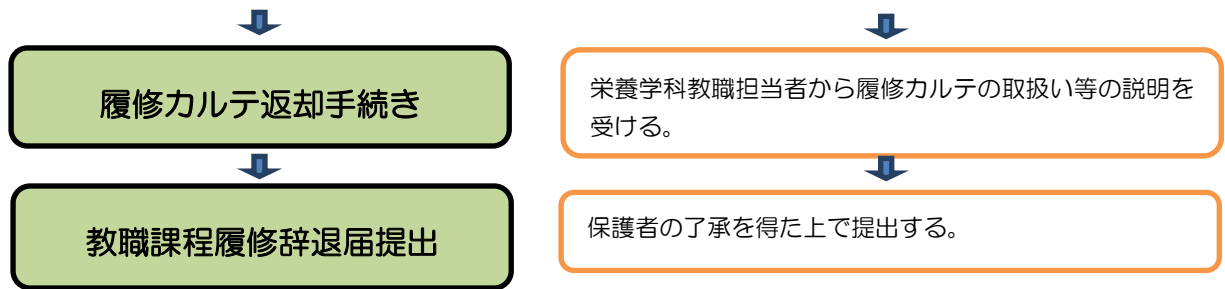 履修カルテ返却手続き
栄養学科教職担当者から履修カルテの取扱い等の説明を
受ける。
教職課程履修辞退届提出
保護者の了承を得た上で提出する。